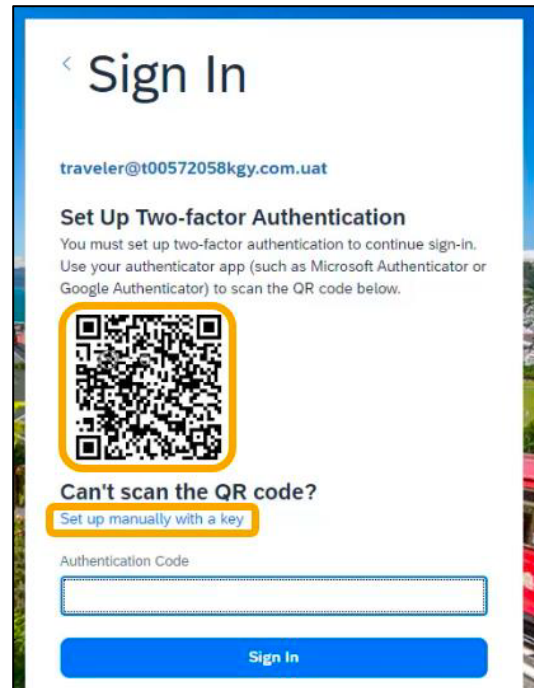 Sign In
traveler@t00572058kgy.com.uat
Set Up Two-factor Authentication
You must set up two-factor authentication to continue sign-in.
Use your authenticator app (such as Microsoft Authenticator or
Google Authenticator) to scan the QR code below.
Can't scan the QR code?
Set up manually with a key
Authentication Code
Sign In